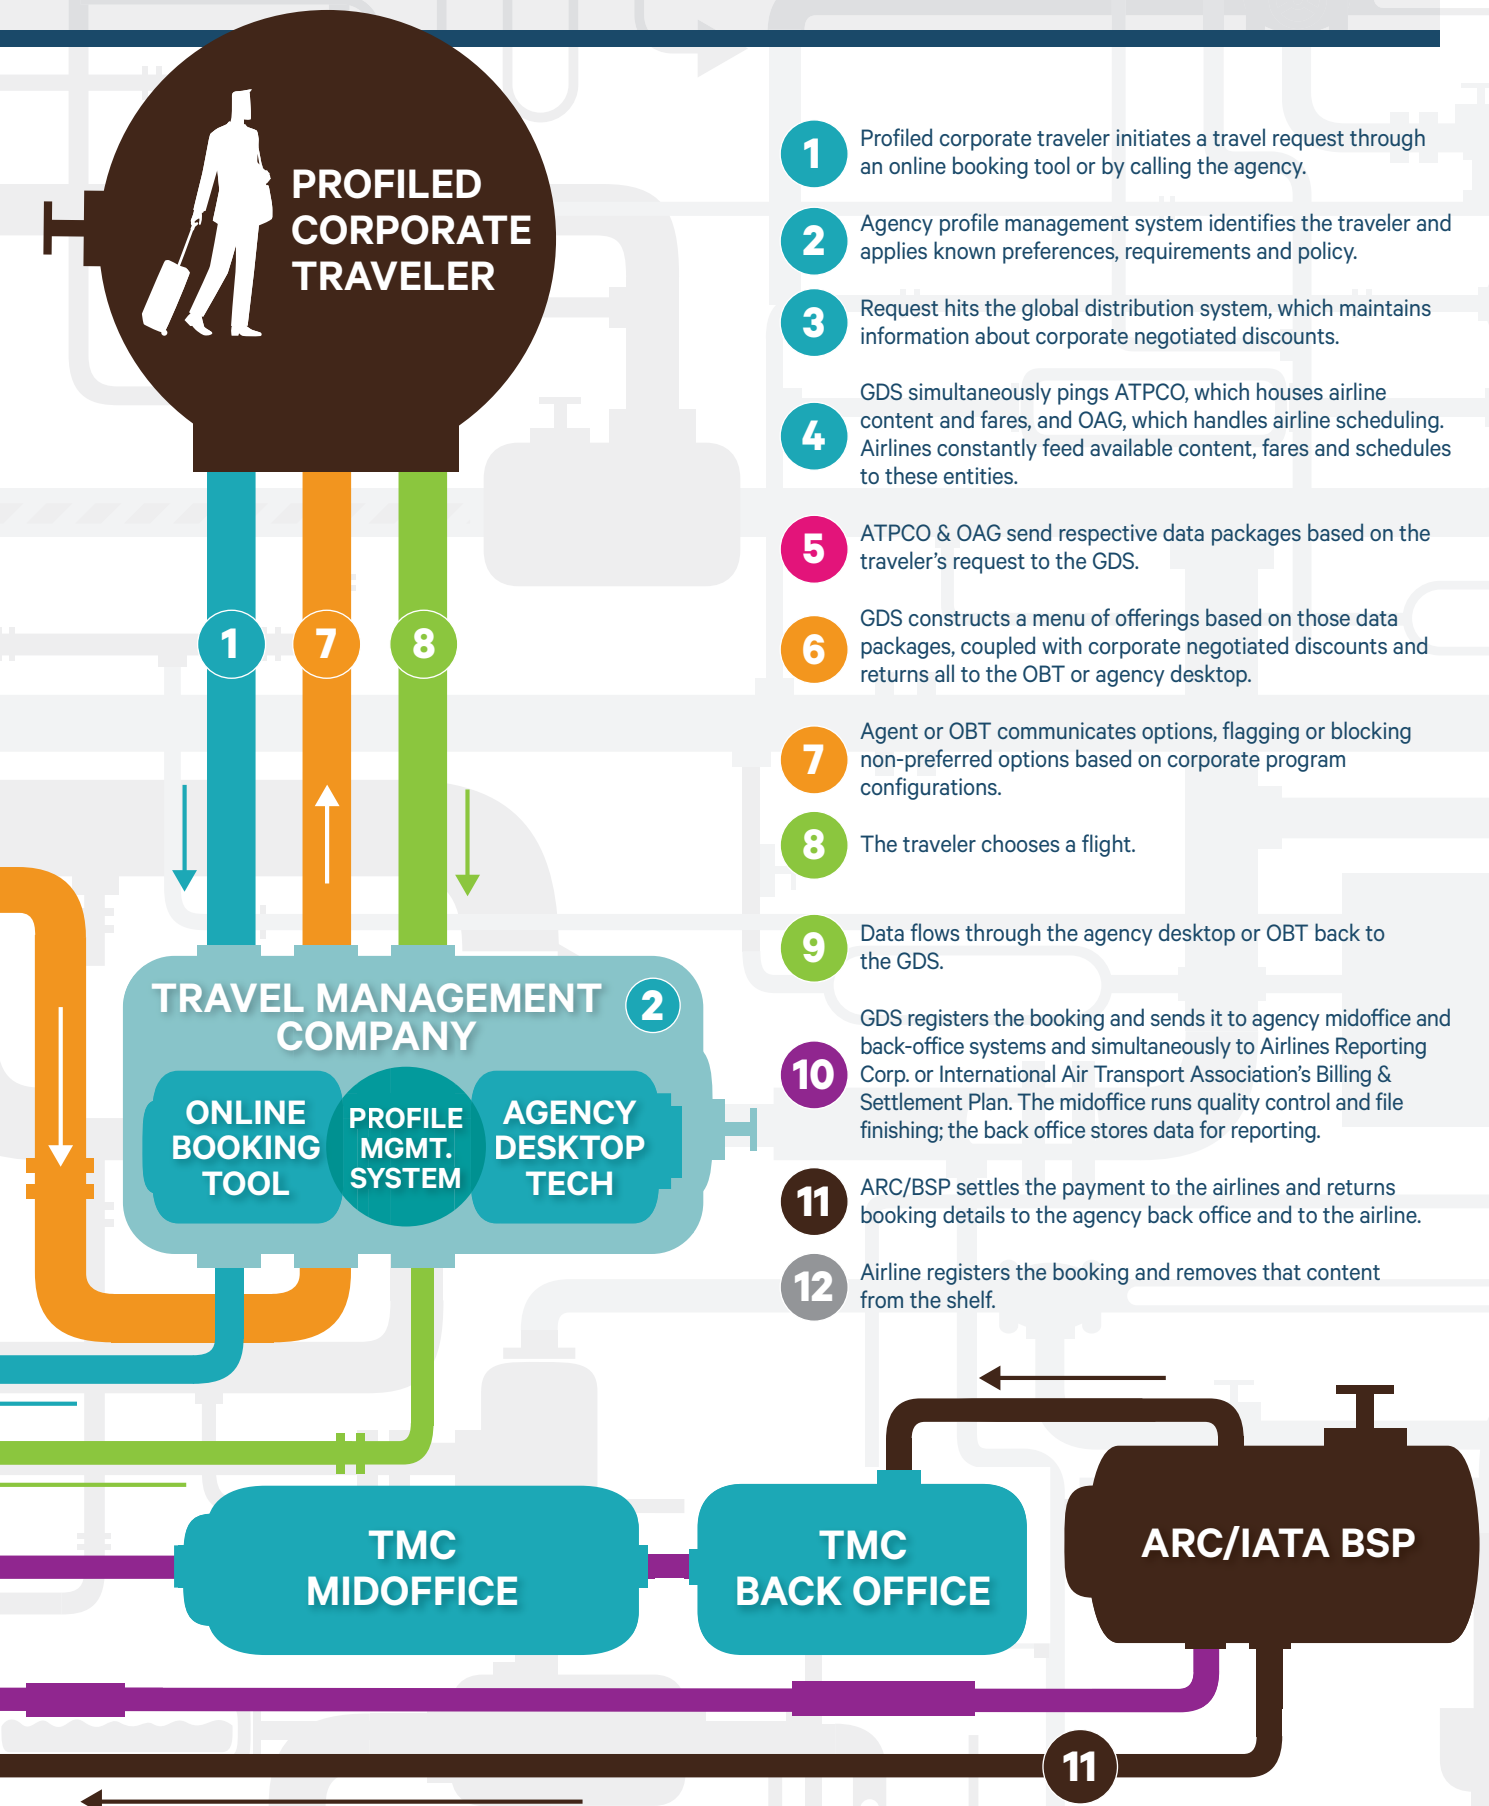 PROFILED
CORPORATE
TRAVELER
1
7
8
TRAVEL MANAGEMENT
COMPANY
2
ONLINE
BOOKING
TOOL
PROFILE
MGMT.
SYSTEM
AGENCY
DESKTOP
TECH
1
Profiled corporate traveler initiates a travel request through
an online booking tool or by calling the agency.
2
Agency profile management system identifies the traveler and
applies known preferences, requirements and policy.
3
Request hits the global distribution system, which maintains
information about corporate negotiated discounts.
4
GDS simultaneously pings ATPCO, which houses airline
content and fares, and OAG, which handles airline scheduling.
Airlines constantly feed available content, fares and schedules
to these entities.
5
ATPCO & OAG send respective data packages based on the
traveler’s request to the GDS.
6
GDS constructs a menu of offerings based on those data
packages, coupled with corporate negotiated discounts and
returns all to the OBT or agency desktop.
7
Agent or OBT communicates options, flagging or blocking
non-preferred options based on corporate program
configurations.
8
The traveler chooses a flight.
9
Data flows through the agency desktop or OBT back to
the GDS.
10
GDS registers the booking and sends it to agency midoffice and
back-office systems and simultaneously to Airlines Reporting
Corp. or International Air Transport Association’s Billing &
Settlement Plan. The midoffice runs quality control and file
finishing; the back office stores data for reporting.
11
ARC/BSP settles the payment to the airlines and returns
booking details to the agency back office and to the airline.
12
Airline registers the booking and removes that content
from the shelf.
TMC
MIDOFFICE
TMC
BACK OFFICE
ARC/IATA BSP
11